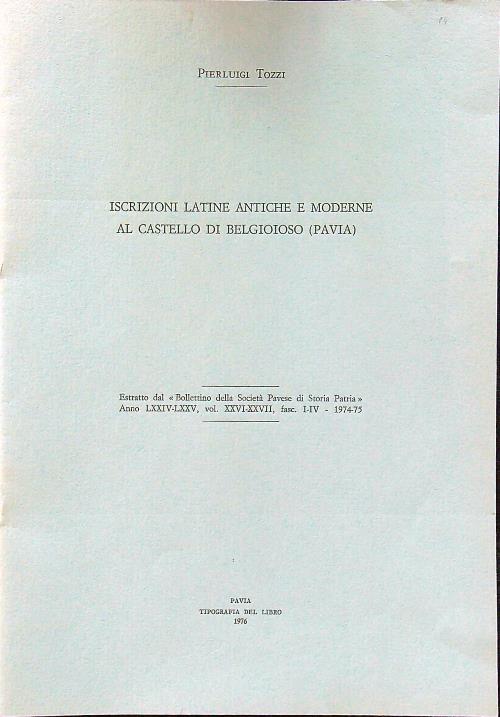 Pierluigi Tozzi
ISCRIZIONI LATINE ANTICHE E MODERNE
AL CASTELLO DI BELGIOIOSO (PAVIA)
Estratto dal « Bollettino della Società Pavese di Storia Patria »
Anno LXXIV-LXXV, vol. XXVI-XXVII, fasc. I-IV - 1974-75
PAVIA
TIPOGRAFIA DEL LIBRO
1976